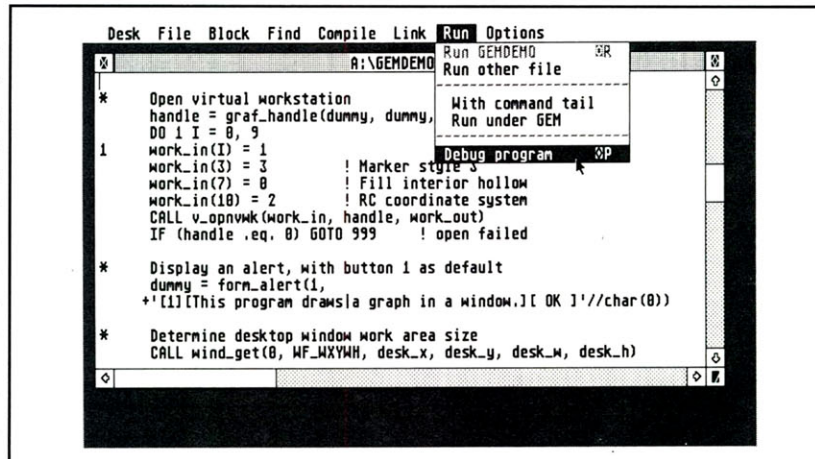 Desk File Block Find Compile Link Run Options
A:\GEMDEMO
Run GEMDEMO R
Run other file
With command tail
Run under GEM
Debug program P
* Open virtual workstation
handle = graf_handle(dummy, dummy,
DO 1 I = 0, 9
1 work_in(I) = 1
work_in(3) = 3 ! Marker style 3
work_in(7) = 0 ! Fill interior hollow
work_in(10) = 2 ! RC coordinate system
CALL v_opnvwk(work_in, handle, work_out)
IF (handle .eq. 0) GOTO 999 ! open failed
* Display an alert, with button 1 as default
dummy = form_alert(1,
+'[1][This program draws|a graph in a window.][ OK ]'//char(0))
* Determine desktop window work area size
CALL wind_get(0, WF_WXYWH, desk_x, desk_y, desk_w, desk_h)